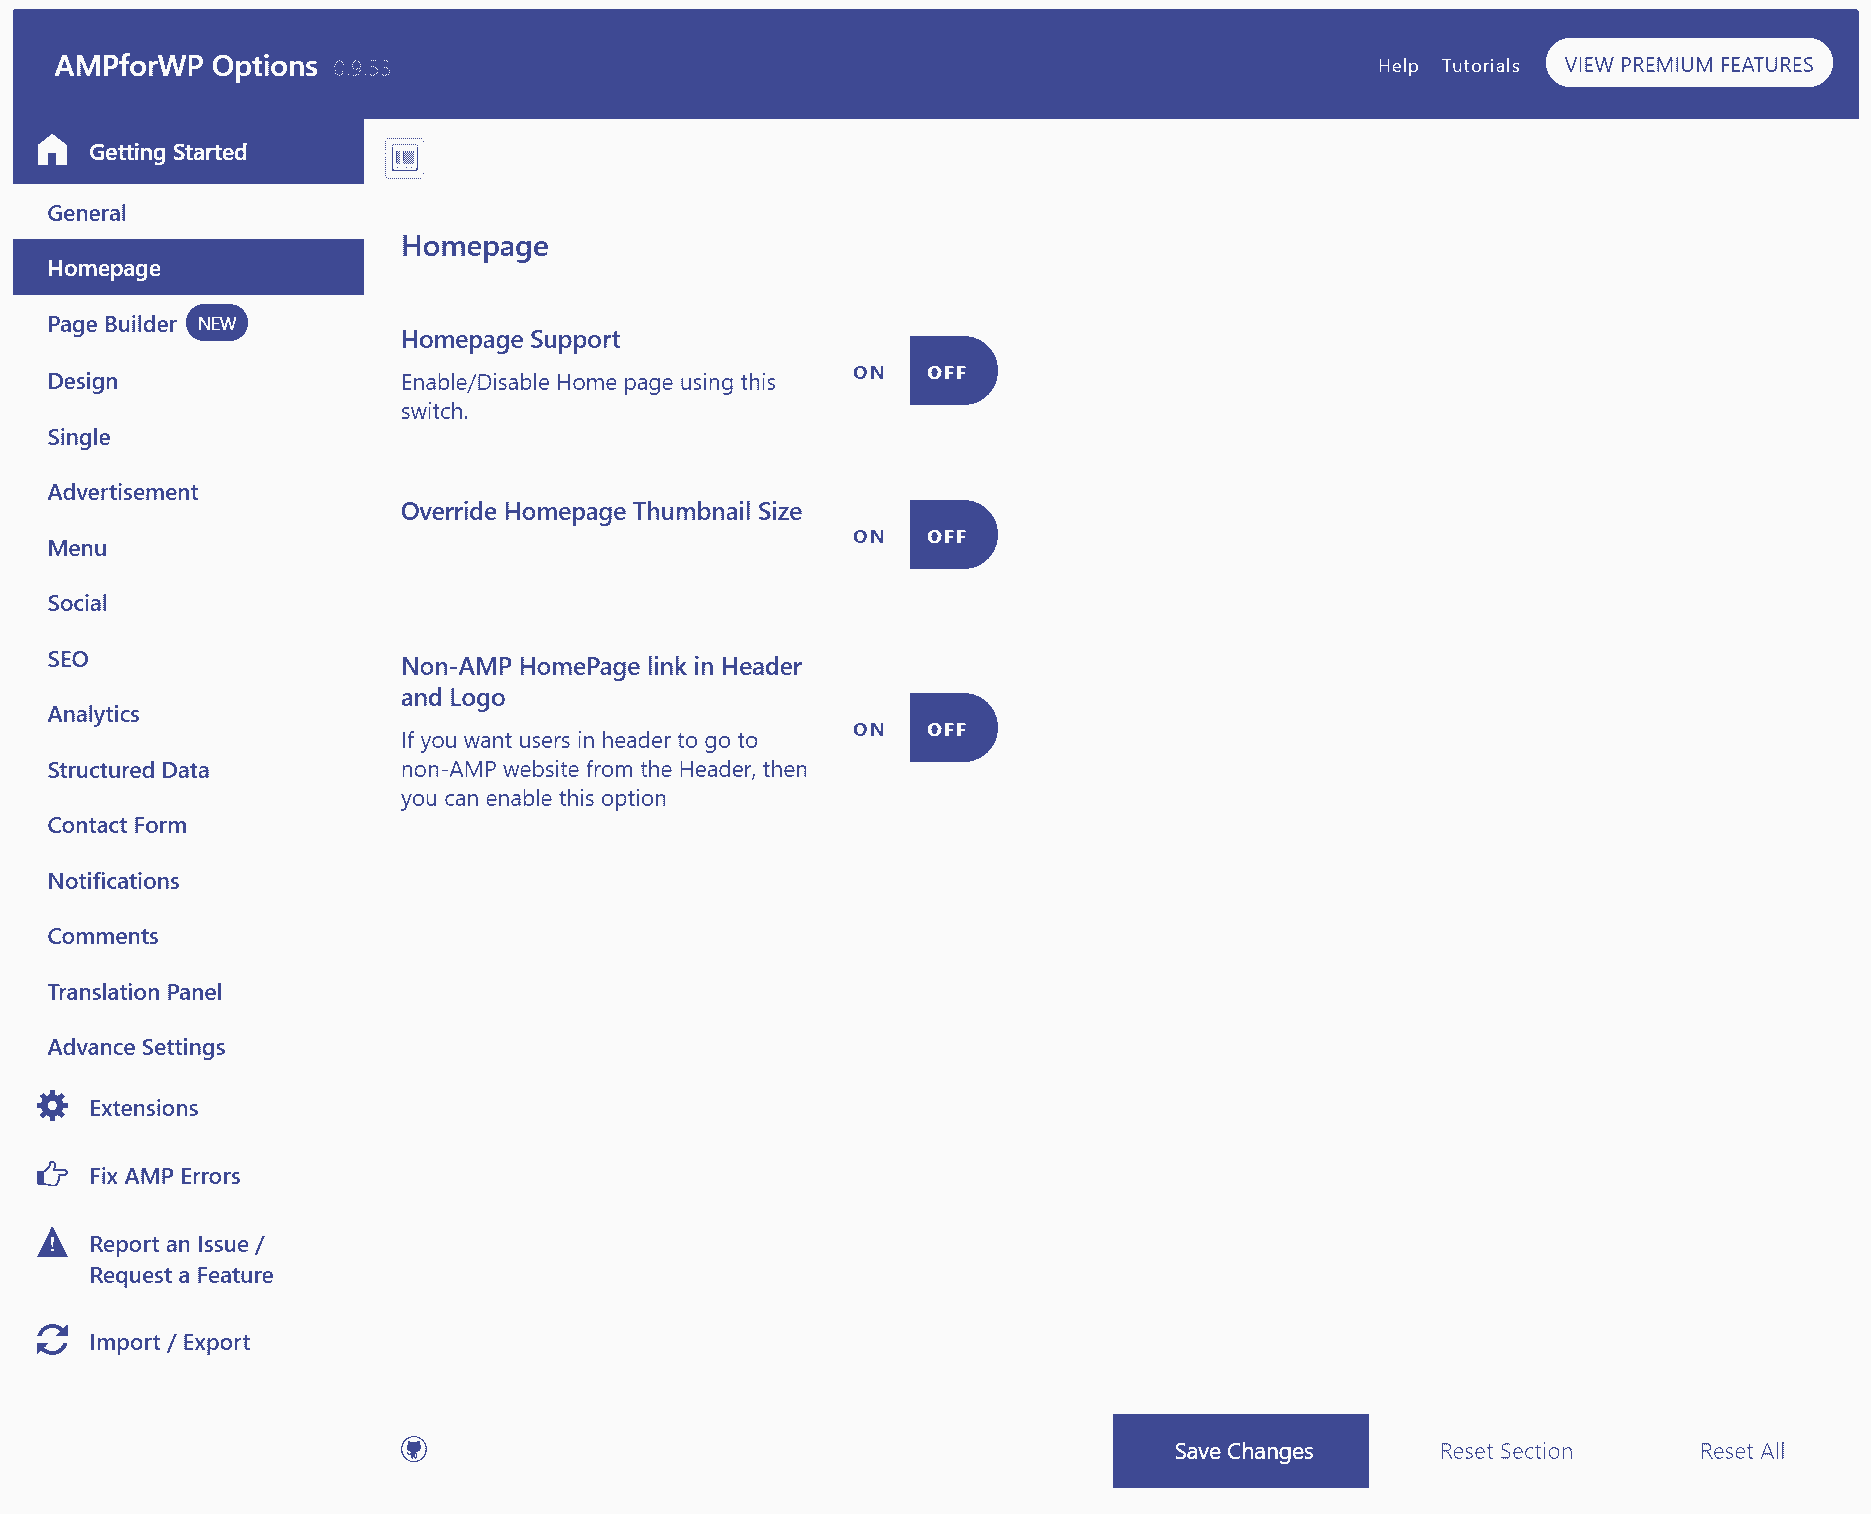 AMPforWP Options 0.9.53
Help Tutorials VIEW PREMIUM FEATURES
Getting Started
General
Homepage
Page Builder NEW
Design
Single
Advertisement
Menu
Social
SEO
Analytics
Structured Data
Contact Form
Notifications
Comments
Translation Panel
Advance Settings
Extensions
Fix AMP Errors
Report an Issue /
Request a Feature
Import / Export
Homepage
Homepage Support
Enable/Disable Home page using this
switch.
ON OFF
Override Homepage Thumbnail Size
ON OFF
Non-AMP HomePage link in Header
and Logo
If you want users in header to go to
non-AMP website from the Header, then
you can enable this option
ON OFF
Save Changes Reset Section Reset All